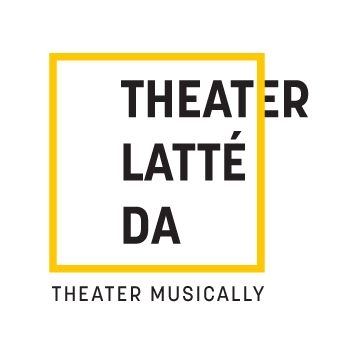 THEATER
LATTÉ
DA
THEATER MUSICALLY